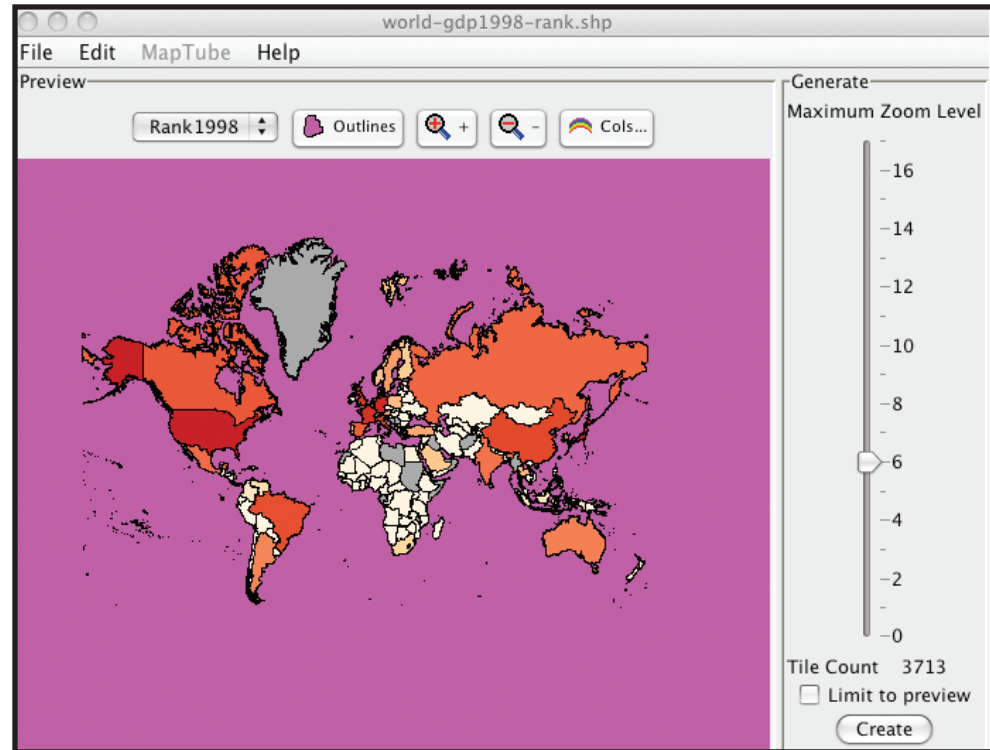 world-gdp1998-rank.shp
File Edit MapTube Help
Preview
Generate
Rank1998 Outlines + - Cols...
Maximum Zoom Level
16
14
12
10
8
6
4
2
0
Tile Count 3713
Limit to preview
Create